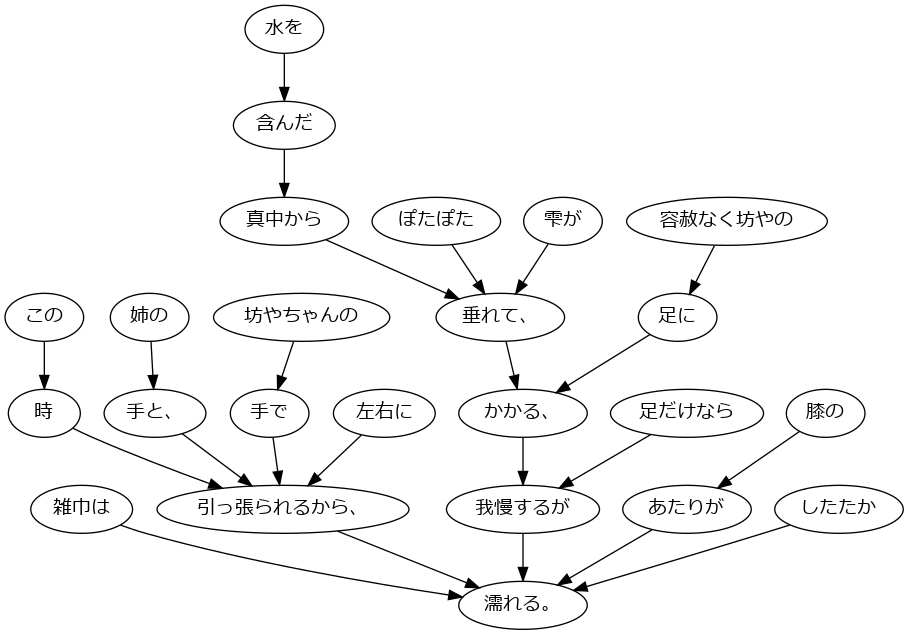 水を
含んだ
真中から
ぽたぽた
雫が
容赦なく坊やの
この
姉の
坊やちゃんの
垂れて、
足に
時
手と、
手で
左右に
かかる、
足だけなら
膝の
雑巾は
引っ張られるから、
我慢するが
あたりが
したたか
濡れる。